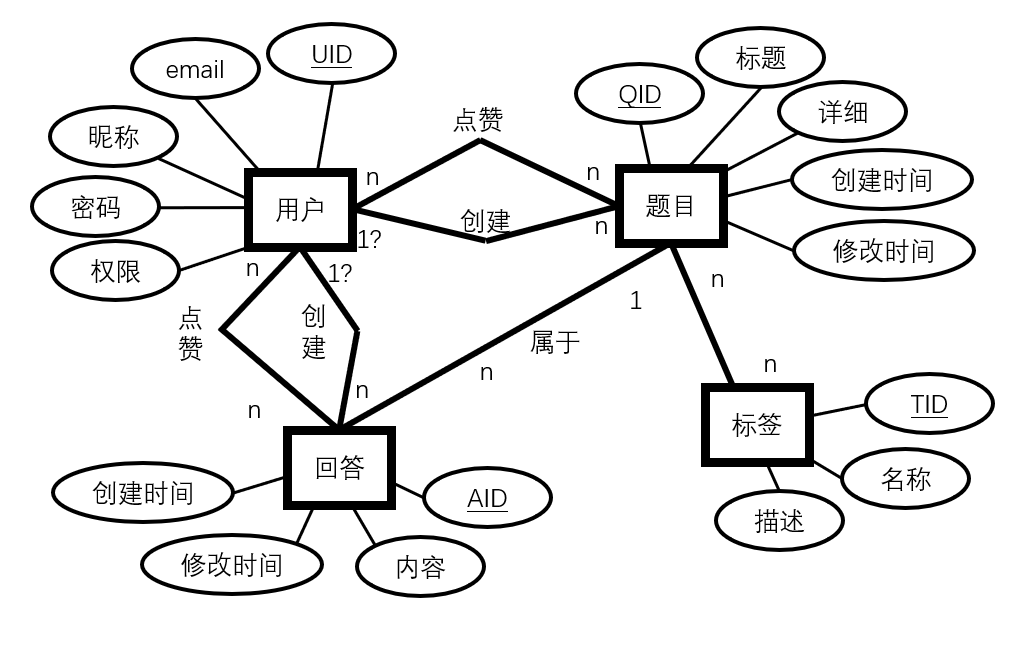 UID
email
标题
QID
详细
点赞
昵称
n
n
创建时间
密码
用户
题目
创建
n
1?
修改时间
权限
n
1?
n
1
点
赞
创
建
属于
n
n
n
n
TID
标签
回答
名称
创建时间
AID
描述
修改时间
内容